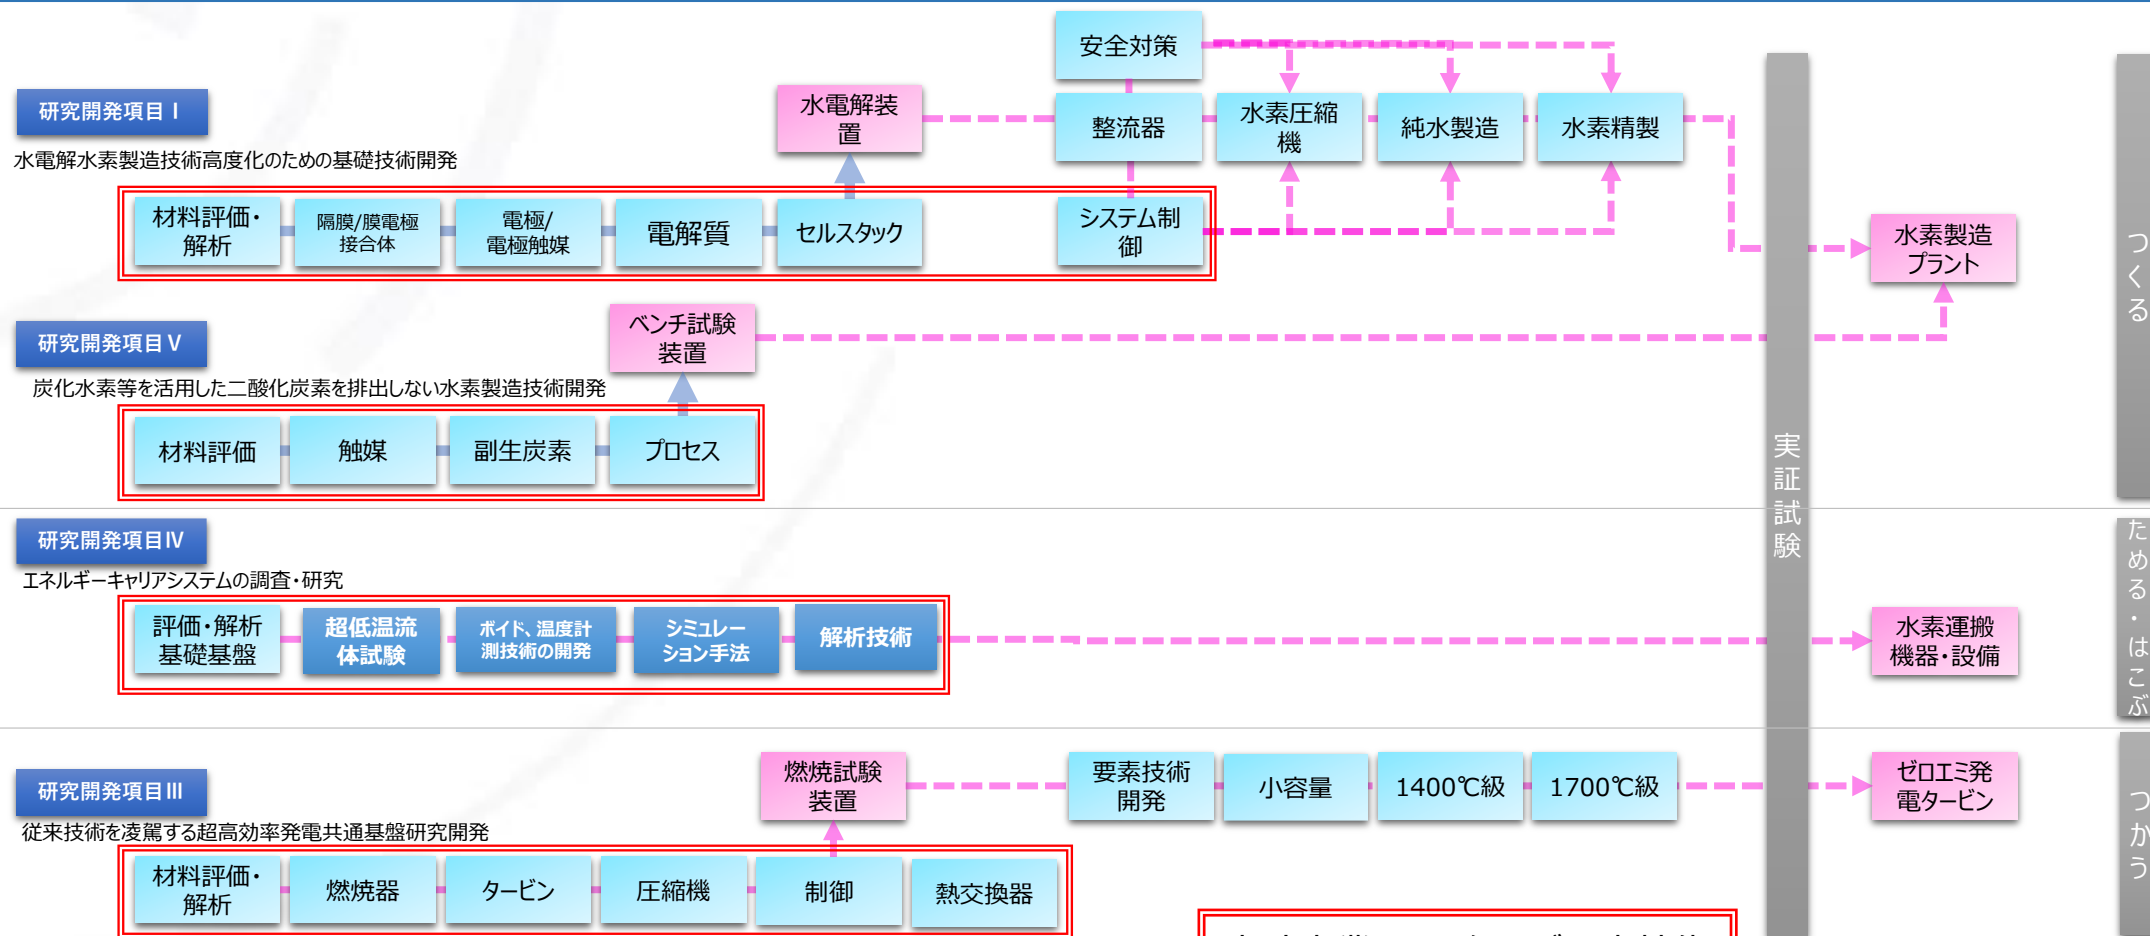 安全対策
研究開発項目Ⅰ
水電解装
置
整流器
水素圧縮
機
純水製造
水素精製
水電解水素製造技術高度化のための基礎技術開発
材料評価・
解析
隔膜/膜電極
接合体
電極/
電極触媒
電解質
セルスタック
システム制
御
水素製造
プラント
つくる
研究開発項目Ⅴ
ベンチ試験
装置
炭化水素等を活用した二酸化炭素を排出しない水素製造技術開発
材料評価
触媒
副生炭素
プロセス
実証試験
研究開発項目Ⅳ
エネルギーキャリアシステムの調査・研究
評価・解析
基礎基盤
超低温流
体試験
ボイド、温度計
測技術の開発
シミュレー
ション手法
解析技術
水素運搬
機器・設備
ためる・はこぶ
研究開発項目Ⅲ
燃焼試験
装置
要素技術
開発
小容量
1400℃級
1700℃級
ゼロエミ発
電タービン
つかう
従来技術を凌駕する超高効率発電共通基盤研究開発
材料評価・
解析
燃焼器
タービン
圧縮機
制御
熱交換器